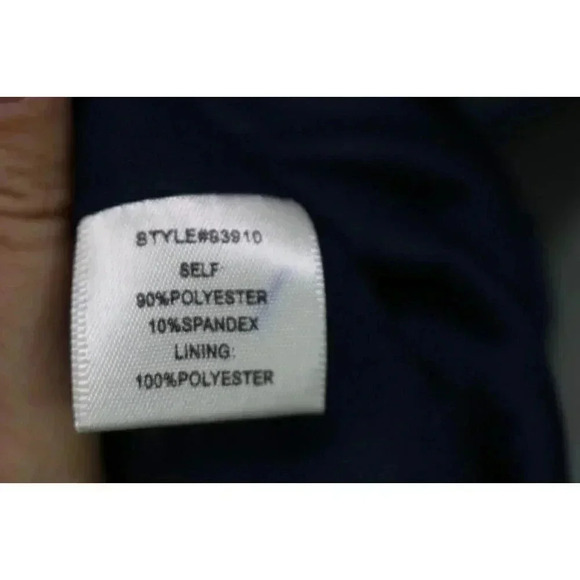 STYLE#93910
SELF
90%POLYESTER
10%SPANDEX
LINING:
100%POLYESTER